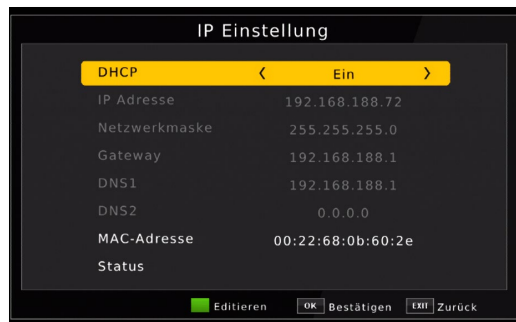 IP Einstellung
DHCP Ein
IP Adresse 192.168.188.72
Netzwerkmaske 255.255.255.0
Gateway 192.168.188.1
DNS1 192.168.188.1
DNS2 0.0.0.0
MAC-Adresse 00:22:68:0b:60:2e
Status
Editieren OK Bestätigen EXIT Zurück